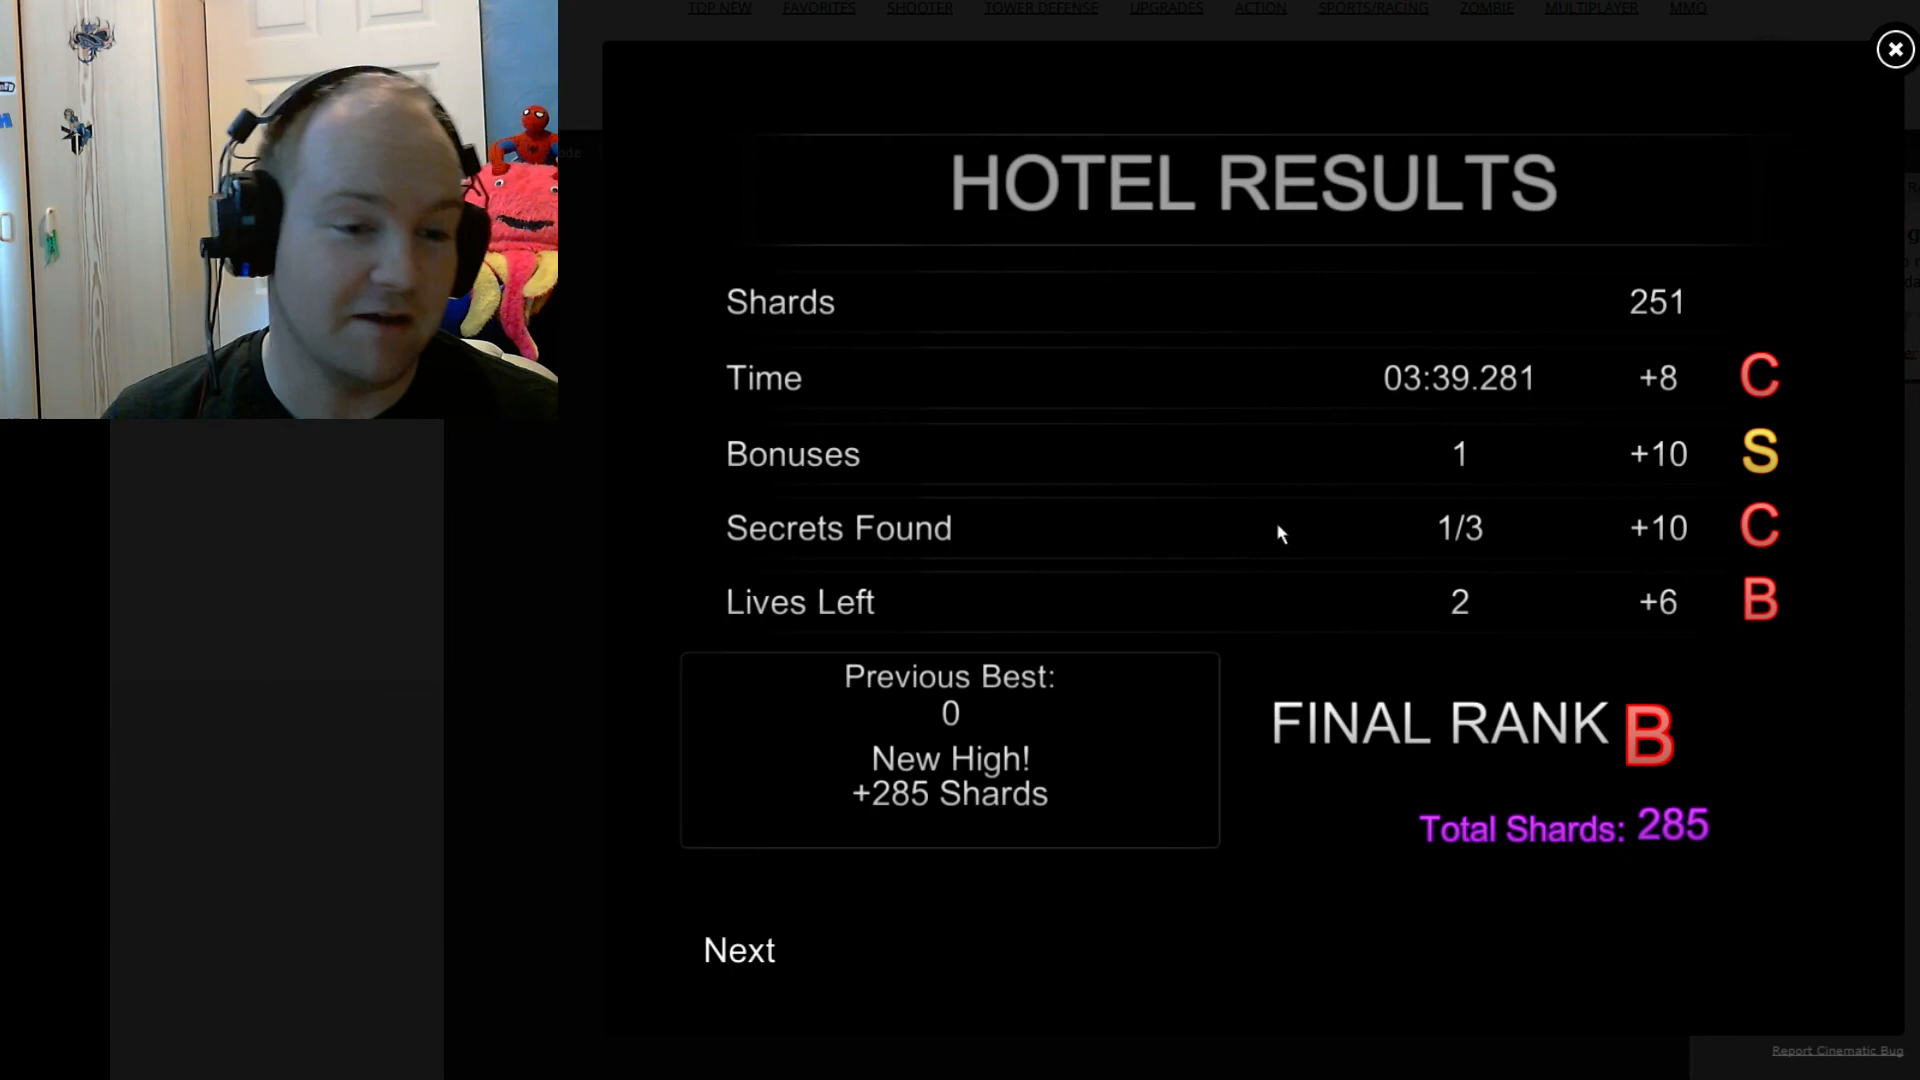 TOP NEW FAVORITES SHOOTER TOWER DEFENSE UPGRADES ACTION SPORTS/RACING ZOMBIE MULTIPLAYER MMO
HOTEL RESULTS
Shards 251
Time 03:39.281 +8 C
Bonuses 1 +10 S
Secrets Found 1/3 +10 C
Lives Left 2 +6 B
Previous Best:
0
New High!
+285 Shards
FINAL RANK B
Total Shards: 285
Next
Report Cinematic Bug